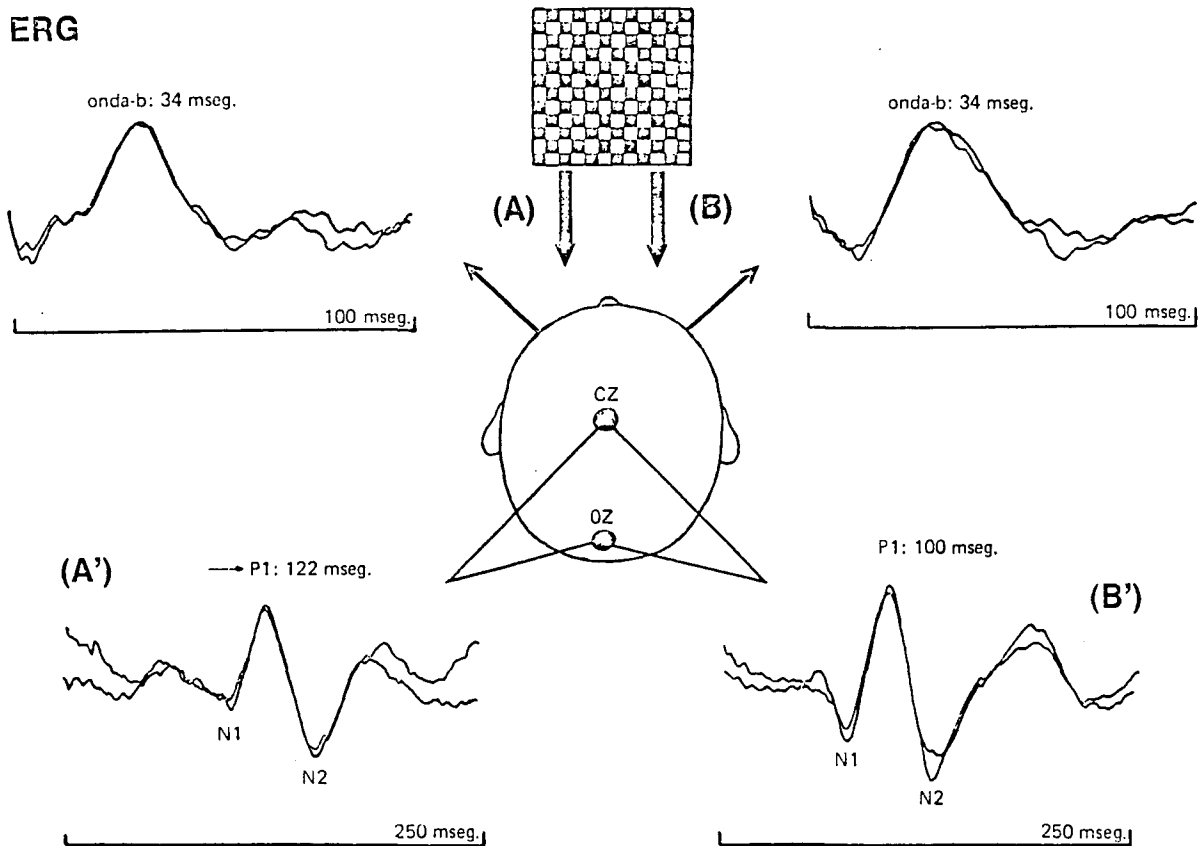 ERG
onda-b: 34 mseg.
onda-b: 34 mseg.
(A)
(B)
100 mseg.
100 mseg.
CZ
OZ
(A')
P1: 122 mseg.
P1: 100 mseg.
(B')
N1
N2
N1
N2
250 mseg.
250 mseg.